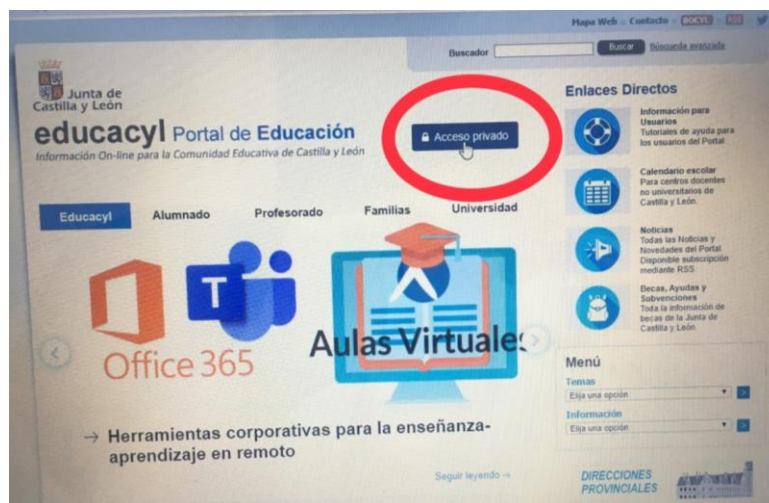 Mapa Web :: Contacto :: BOCYL :: RSS ::
Buscador
Buscar
Búsqueda avanzada
Junta de
Castilla y León
educacyl Portal de Educación
Información On-line para la Comunidad Educativa de Castilla y León
Acceso privado
Educacyl
Alumnado
Profesorado
Familias
Universidad
Office 365
T
Aulas Virtuales
→ Herramientas corporativas para la enseñanza-
aprendizaje en remoto
Seguir leyendo →
Enlaces Directos
Información para
Usuarios
Tutoriales de ayuda para
los usuarios del Portal.
Calendario escolar
Para centros docentes
no universitarios de
Castilla y León.
Noticias
Todas las Noticias y
Novedades del Portal.
Disponible subscripción
mediante RSS.
Becas, Ayudas y
Subvenciones
Toda la información de
becas de la Junta de
Castilla y León.
Menú
Temas
Elija una opción
Información
Elija una opción
DIRECCIONES
PROVINCIALES